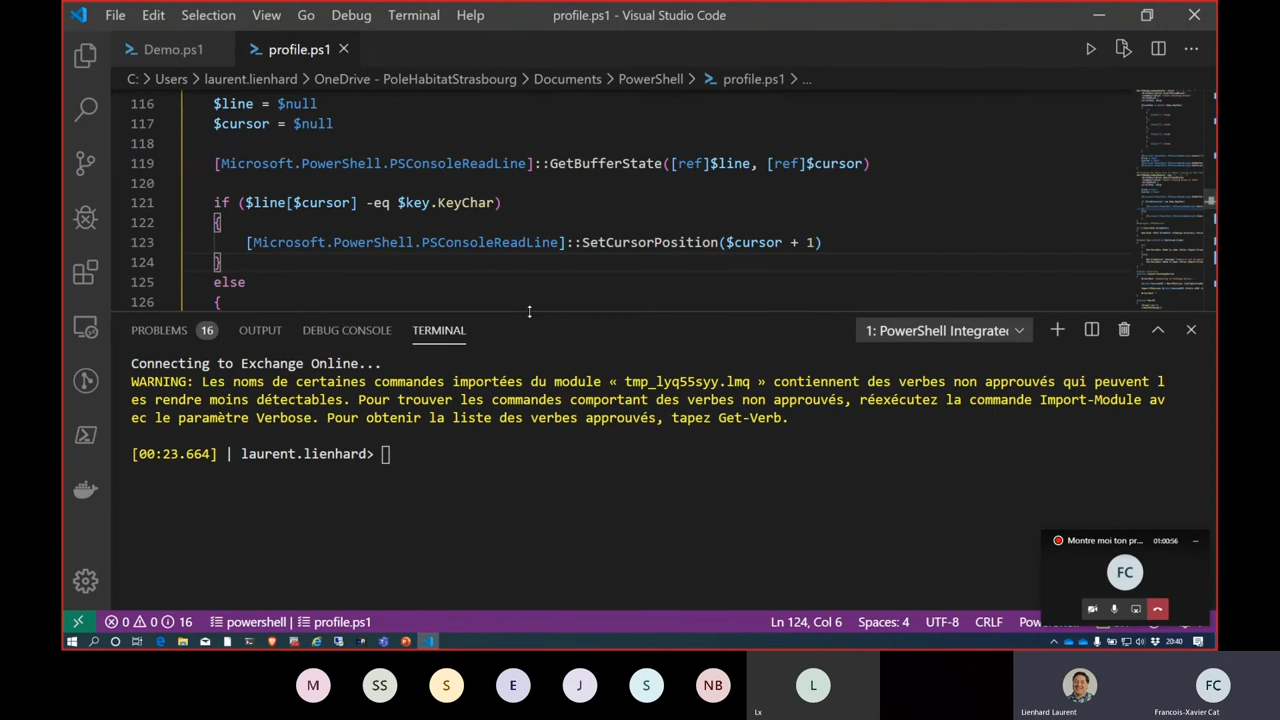 File Edit Selection View Go Debug Terminal Help profile.ps1 - Visual Studio Code
Demo.ps1 profile.ps1
C: > Users > laurent.lienhard > OneDrive - PoleHabitatStrasbourg > Documents > PowerShell > profile.ps1 > ...
116 $line = $null
117 $cursor = $null
118
119 [Microsoft.PowerShell.PSConsoleReadLine]::GetBufferState([ref]$line, [ref]$cursor)
120
121 if ($line[$cursor] -eq $key.KeyChar)
122 {
123 [Microsoft.PowerShell.PSConsoleReadLine]::SetCursorPosition($cursor + 1)
124 }
125 else
126 {
PROBLEMS 16 OUTPUT DEBUG CONSOLE TERMINAL 1: PowerShell Integrate
Connecting to Exchange Online...
WARNING: Les noms de certaines commandes importées du module « tmp_lyq55syy.lmq » contiennent des verbes non approuvés qui peuvent l
es rendre moins détectables. Pour trouver les commandes comportant des verbes non approuvés, réexécutez la commande Import-Module av
ec le paramètre Verbose. Pour obtenir la liste des verbes approuvés, tapez Get-Verb.
[00:23.664] | laurent.lienhard>
Montre moi ton pr... 01:00:56
FC
0 0 16 powershell | profile.ps1 Ln 124, Col 6 Spaces: 4 UTF-8 CRLF
20:40
M SS S E J S NB L FC
Lx Lienhard Laurent Francois-Xavier Cat